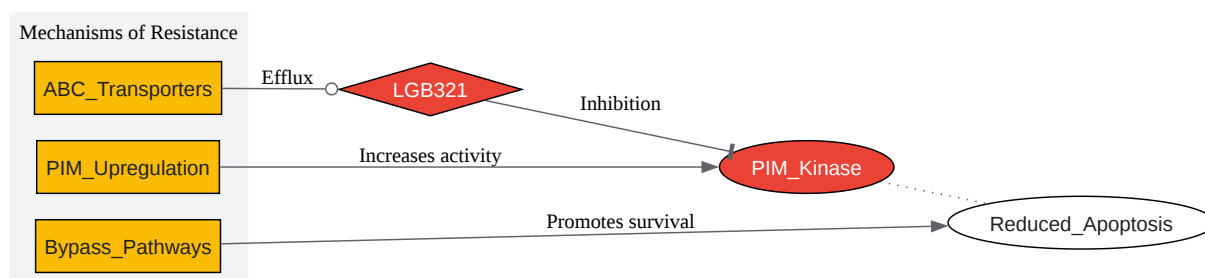 Mechanisms of Resistance
ABC_Transporters
Efflux
LGB321
Inhibition
PIM_Upregulation
Increases activity
PIM_Kinase
Bypass_Pathways
Promotes survival
Reduced_Apoptosis